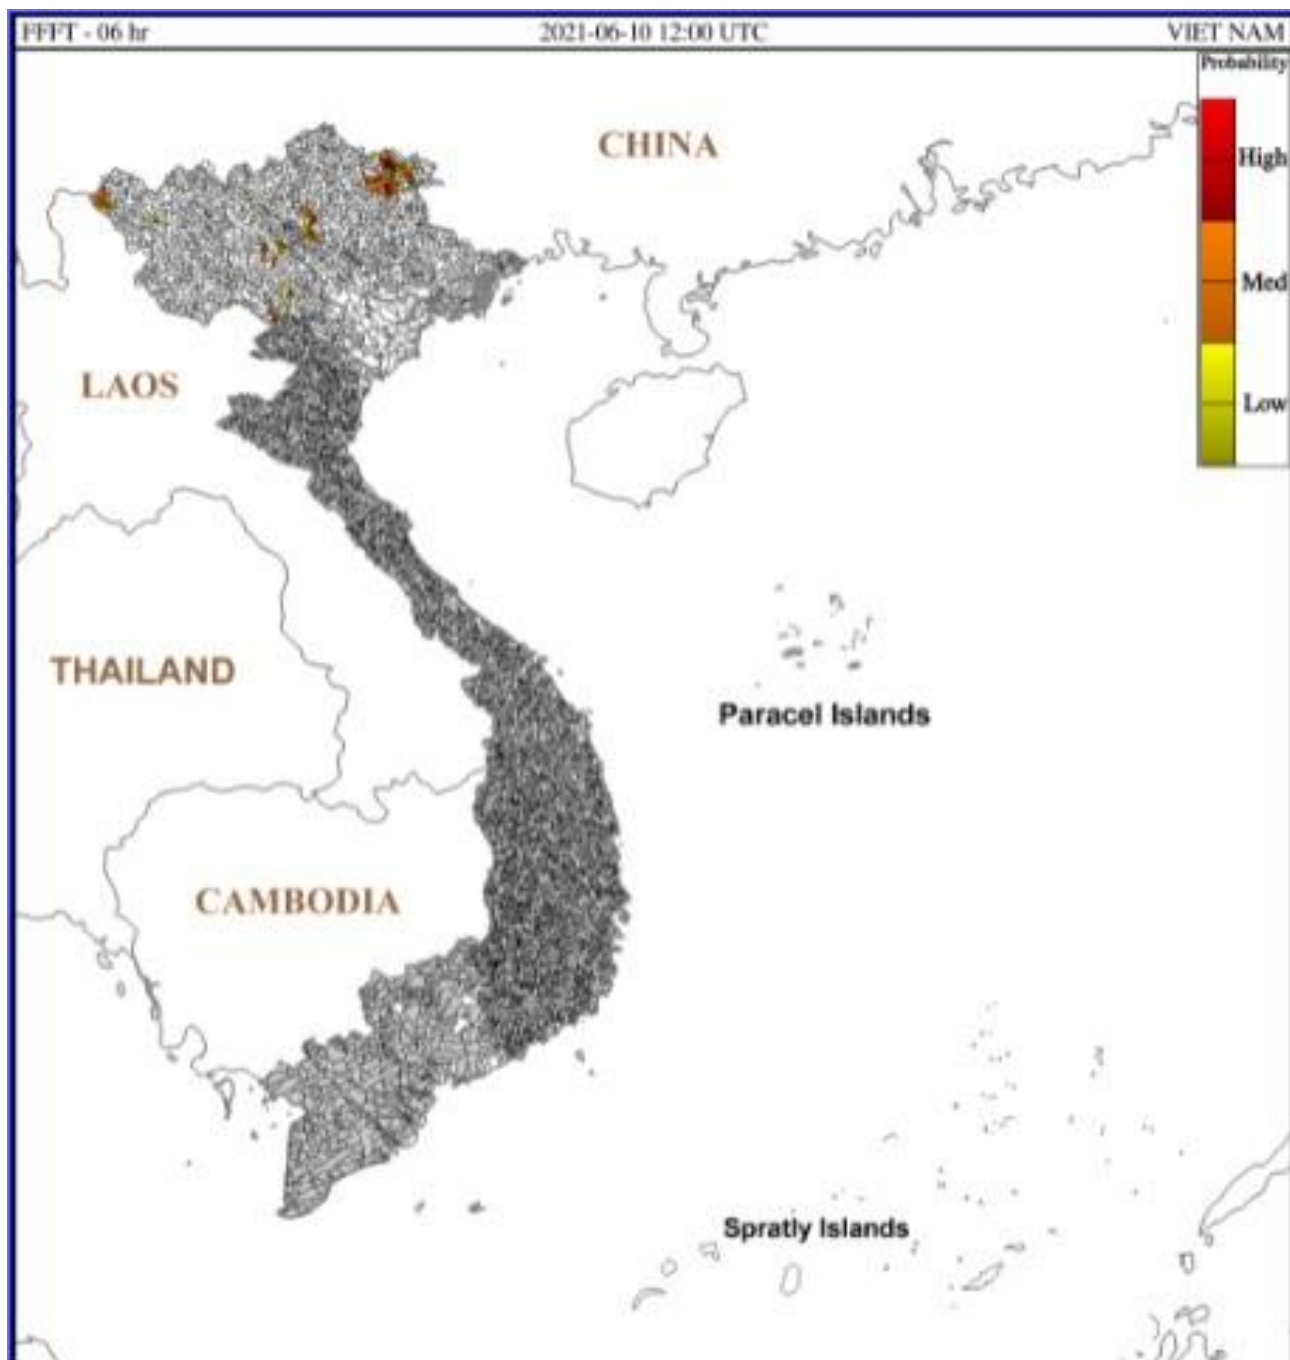 FFFT - 06 hr 2021-06-10 12:00 UTC VIET NAM
Probability
CHINA
High
Med
LAOS
Low
THAILAND
Paracel Islands
CAMBODIA
Spratly Islands